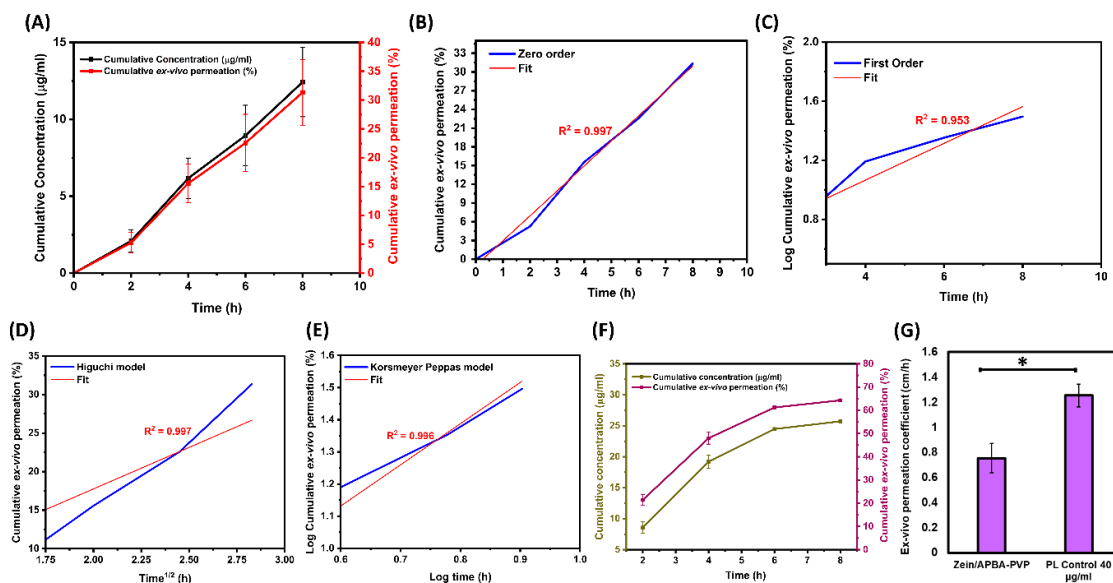 (A)
Cumulative Concentration (μg/ml)
Cumulative ex-vivo permeation (%)
Cumulative Concentration (μg/ml)
15
10
5
0
40
35
30
25
20
15
10
5
0
Cumulative ex-vivo permeation (%)
0 2 4 6 8 10
Time (h)
(B)
Zero order
Fit
R² = 0.997
Cumulative ex-vivo permeation (%)
33
30
27
24
21
18
15
12
9
6
3
0
0 1 2 3 4 5 6 7 8 9 10
Time (h)
(C)
First Order
Fit
R² = 0.953
Log Cumulative ex-vivo permeation (%)
2.0
1.6
1.2
0.8
4 6 8 10
Time (h)
(D)
Higuchi model
Fit
R² = 0.997
Cumulative ex-vivo permeation (%)
35
30
25
20
15
10
1.75 2.00 2.25 2.50 2.75 3.00
Time1/2 (h)
(E)
Korsmeyer Peppas model
Fit
R² = 0.996
Log Cumulative ex-vivo permeation (%)
1.6
1.5
1.4
1.3
1.2
1.1
1.0
0.6 0.7 0.8 0.9 1.0
Log time (h)
(F)
Cumulative concentration (μg/ml)
Cumulative ex-vivo permeation (%)
Cumulative concentration (μg/ml)
35
30
25
20
15
10
5
80
70
60
50
40
30
20
10
0
Cumulative ex-vivo permeation (%)
2 3 4 5 6 7 8
Time (h)
(G)
Ex-vivo permeation coefficient (cm/h)
1.6
1.4
1.2
1
0.8
0.6
0.4
0.2
0
*
Zein/APBA-PVP
PL Control 40
μg/ml